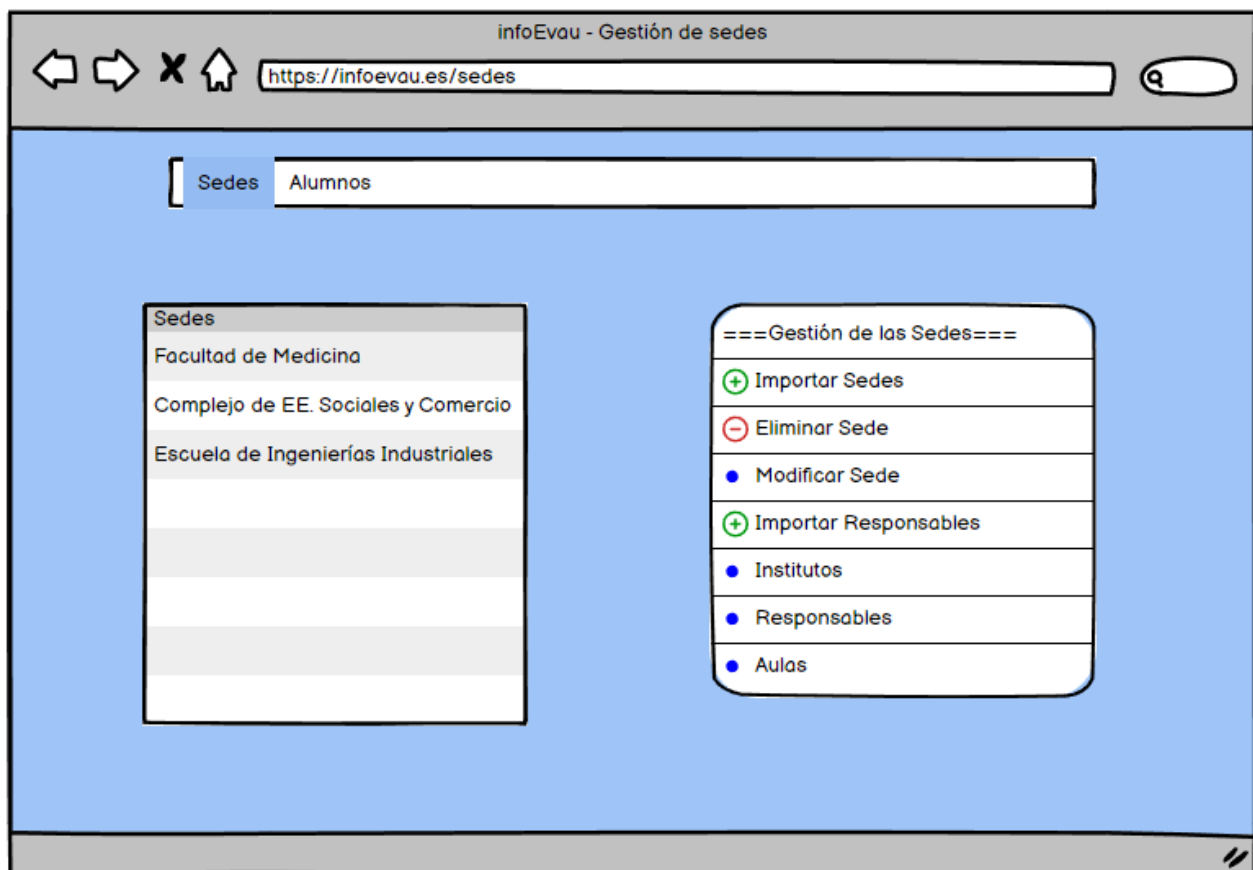 infoEvau - Gestión de sedes
https://infoevau.es/sedes
Sedes Alumnos
Sedes
Facultad de Medicina
Complejo de EE. Sociales y Comercio
Escuela de Ingenierías Industriales
===Gestión de las Sedes===
Importar Sedes
Eliminar Sede
Modificar Sede
Importar Responsables
Institutos
Responsables
Aulas